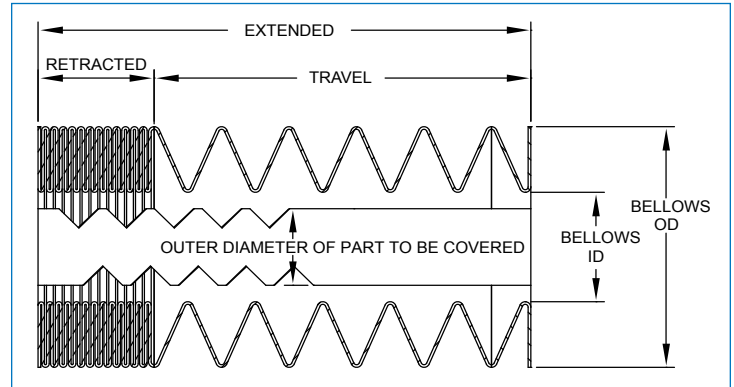 EXTENDED
RETRACTED
TRAVEL
OUTER DIAMETER OF PART TO BE COVERED
BELLOWS
ID
BELLOWS
OD